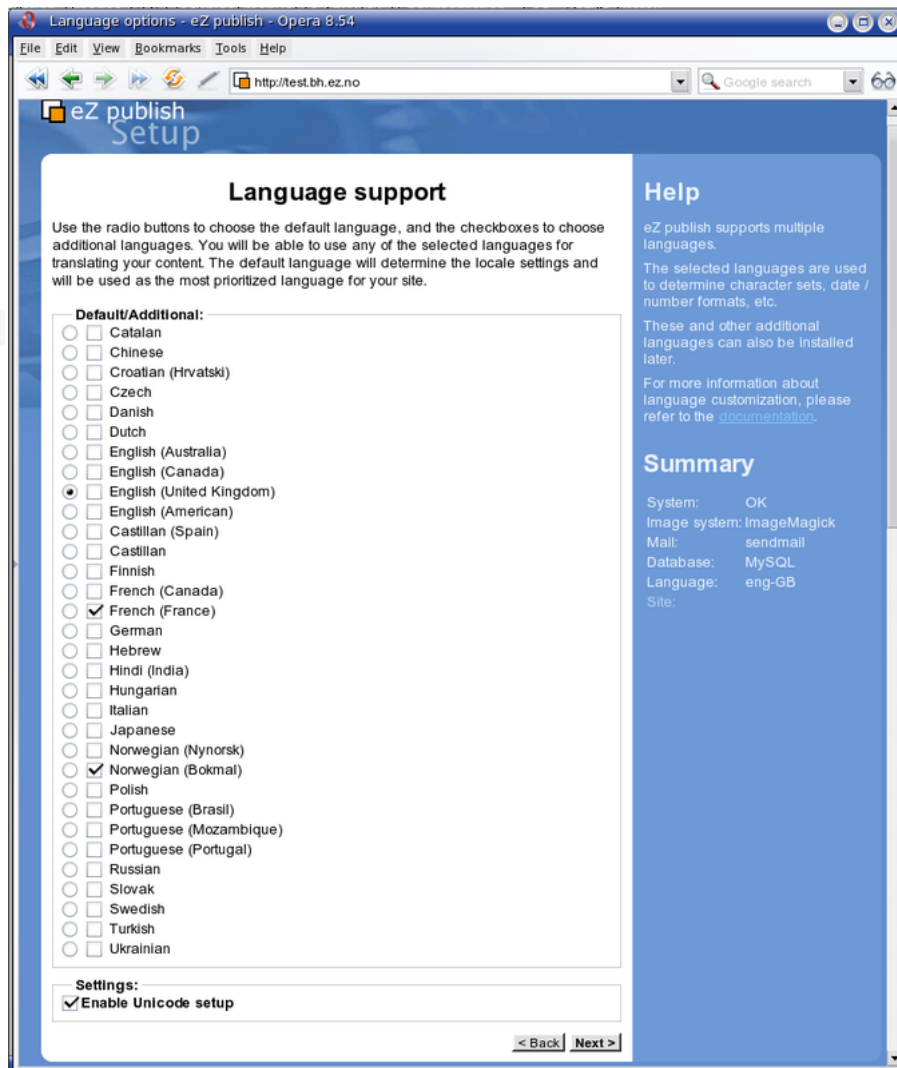 Language options - eZ publish - Opera 8.54
File Edit View Bookmarks Tools Help
http://test.bh.ez.no
Google search
eZ publish
Setup
Language support
Use the radio buttons to choose the default language, and the checkboxes to choose
additional languages. You will be able to use any of the selected languages for
translating your content. The default language will determine the locale settings and
will be used as the most prioritized language for your site.
Default/Additional:
Catalan
Chinese
Croatian (Hrvatski)
Czech
Danish
Dutch
English (Australia)
English (Canada)
English (United Kingdom)
English (American)
Castillan (Spain)
Castillan
Finnish
French (Canada)
French (France)
German
Hebrew
Hindi (India)
Hungarian
Italian
Japanese
Norwegian (Nynorsk)
Norwegian (Bokmal)
Polish
Portuguese (Brasil)
Portuguese (Mozambique)
Portuguese (Portugal)
Russian
Slovak
Swedish
Turkish
Ukrainian
Settings:
Enable Unicode setup
< Back Next >
Help
eZ publish supports multiple
languages.
The selected languages are used
to determine character sets, date /
number formats, etc.
These and other additional
languages can also be installed
later.
For more information about
language customization, please
refer to the documentation.
Summary
System: OK
Image system: ImageMagick
Mail: sendmail
Database: MySQL
Language: eng-GB
Site: